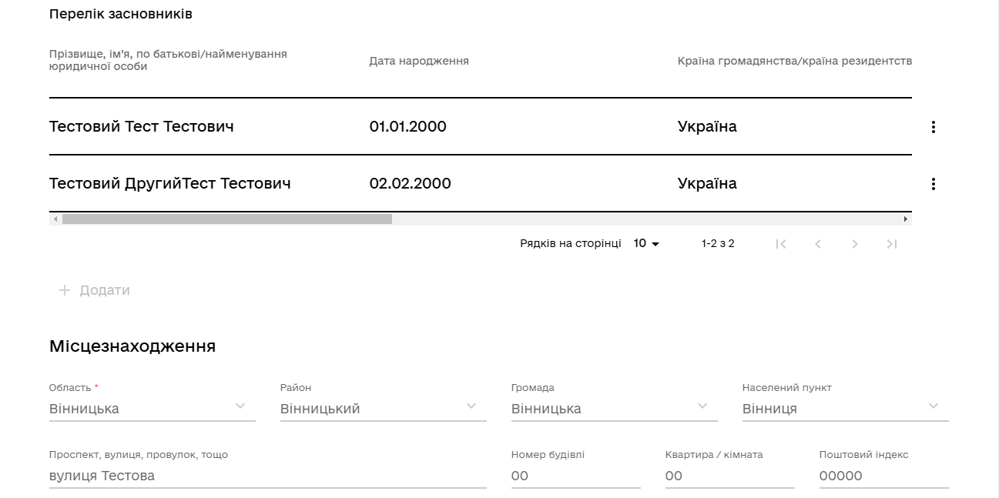 Перелік засновників
Прізвище, ім’я, по батькові/найменування
юридичної особи
Дата народження
Країна громадянства/країна резидентств
Тестовий Тест Тестович
01.01.2000
Україна
Тестовий ДругийТест Тестович
02.02.2000
Україна
Рядків на сторінці 10
1-2 з 2
+ Додати
Місцезнаходження
Область *
Район
Громада
Населений пункт
Вінницька
Вінницький
Вінницька
Вінниця
Проспект, вулиця, провулок, тощо
Номер будівлі
Квартира / кімната
Поштовий індекс
вулиця Тестова
00
00
00000